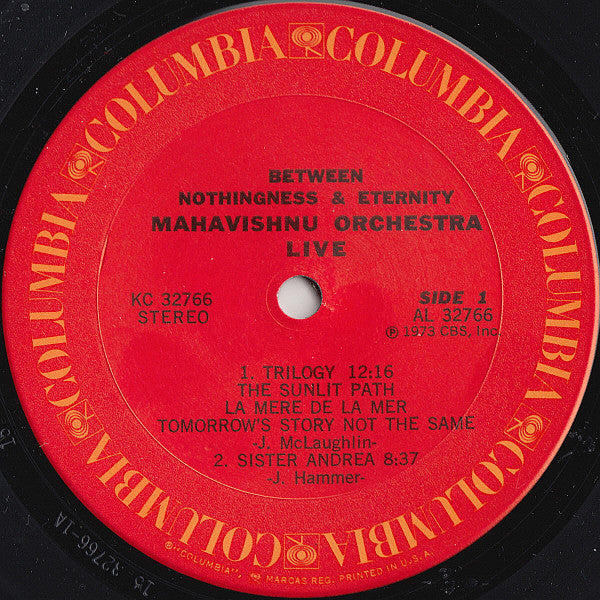 COLUMBIA COLUMBIA COLUMBIA COLUMBIA COLUMBIA COLUMBIA
BETWEEN
NOTHINGNESS & ETERNITY
MAHAVISHNU ORCHESTRA
LIVE
KC 32766
STEREO
SIDE 1
AL 32766
Ⓟ 1973 CBS, Inc.
1. TRILOGY 12:16
THE SUNLIT PATH
LA MERE DE LA MER
TOMORROW'S STORY NOT THE SAME
-J. McLaughlin-
2. SISTER ANDREA 8:37
-J. Hammer-
®"COLUMBIA", MARCAS REG. PRINTED IN U.S.A.
32766-1A